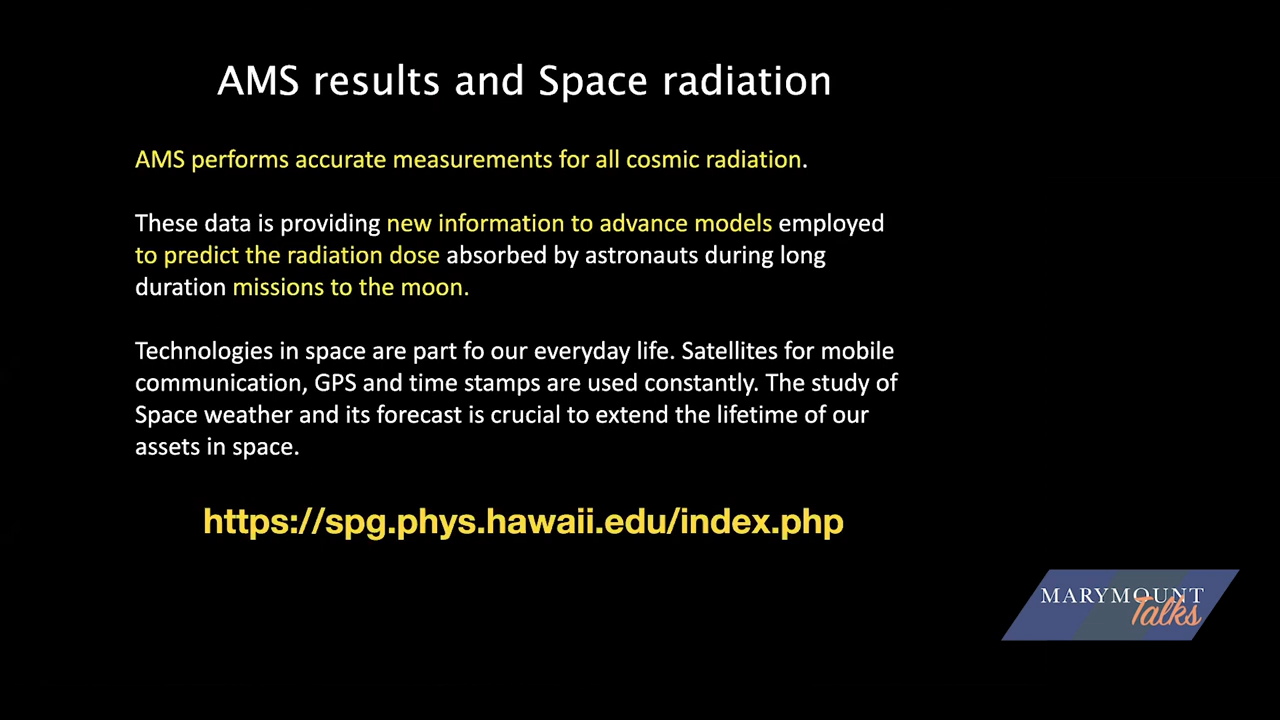 AMS results and Space radiation
AMS performs accurate measurements for all cosmic radiation.
These data is providing new information to advance models employed
to predict the radiation dose absorbed by astronauts during long
duration missions to the moon.
Technologies in space are part fo our everyday life. Satellites for mobile
communication, GPS and time stamps are used constantly. The study of
Space weather and its forecast is crucial to extend the lifetime of our
assets in space.
https://spg.phys.hawaii.edu/index.php
MARYMOUNT
Talks